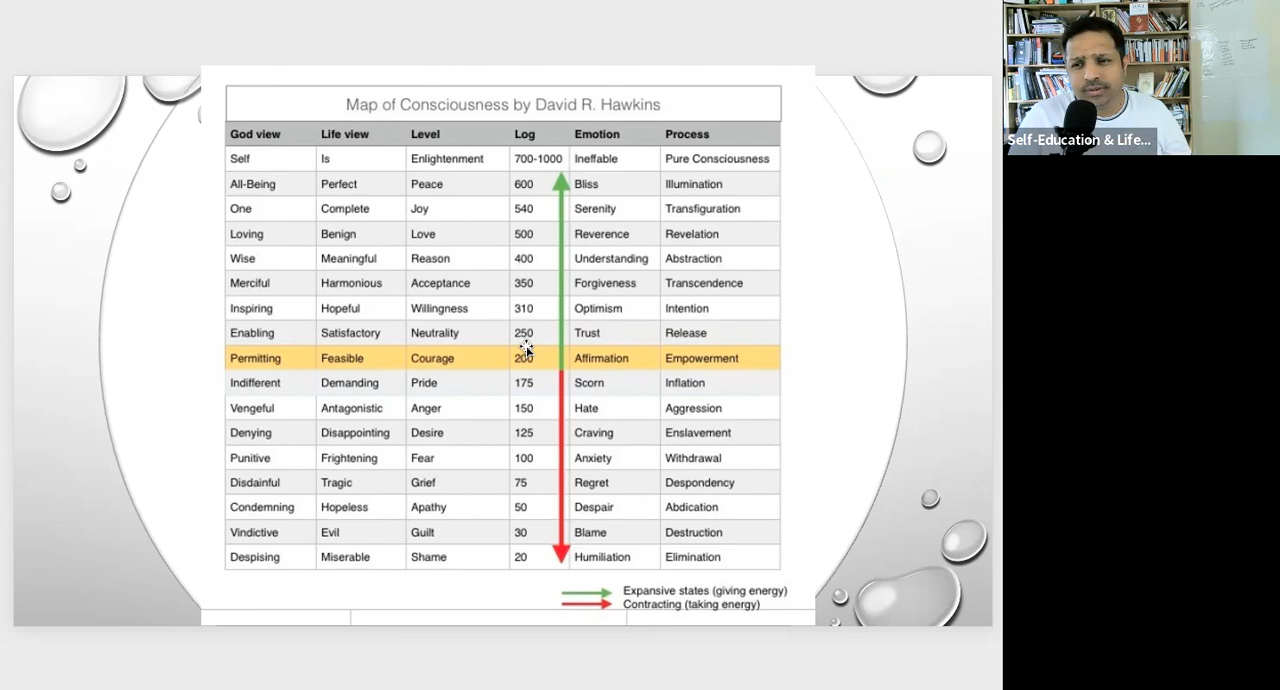 Map of Consciousness by David R. Hawkins
God view Life view Level Log Emotion Process
Self Is Enlightenment 700-1000 Ineffable Pure Consciousness
All-Being Perfect Peace 600 Bliss Illumination
One Complete Joy 540 Serenity Transfiguration
Loving Benign Love 500 Reverence Revelation
Wise Meaningful Reason 400 Understanding Abstraction
Merciful Harmonious Acceptance 350 Forgiveness Transcendence
Inspiring Hopeful Willingness 310 Optimism Intention
Enabling Satisfactory Neutrality 250 Trust Release
Permitting Feasible Courage 200 Affirmation Empowerment
Indifferent Demanding Pride 175 Scorn Inflation
Vengeful Antagonistic Anger 150 Hate Aggression
Denying Disappointing Desire 125 Craving Enslavement
Punitive Frightening Fear 100 Anxiety Withdrawal
Disdainful Tragic Grief 75 Regret Despondency
Condemning Hopeless Apathy 50 Despair Abdication
Vindictive Evil Guilt 30 Blame Destruction
Despising Miserable Shame 20 Humiliation Elimination
Expansive states (giving energy)
Contracting (taking energy)
Self-Education & Life...